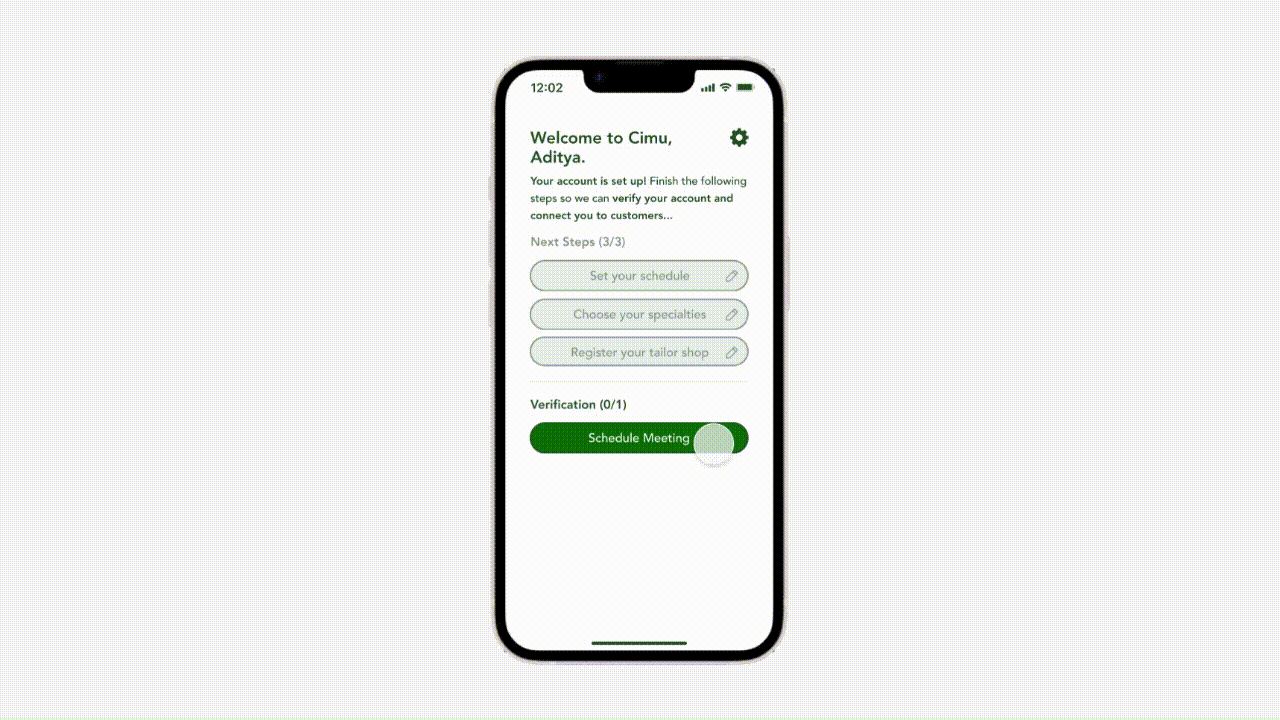 12:02
Welcome to Cimu,
Aditya.
Your account is set up! Finish the following
steps so we can verify your account and
connect you to customers...
Next Steps (3/3)
Set your schedule
Choose your specialties
Register your tailor shop
Verification (0/1)
Schedule Meeting